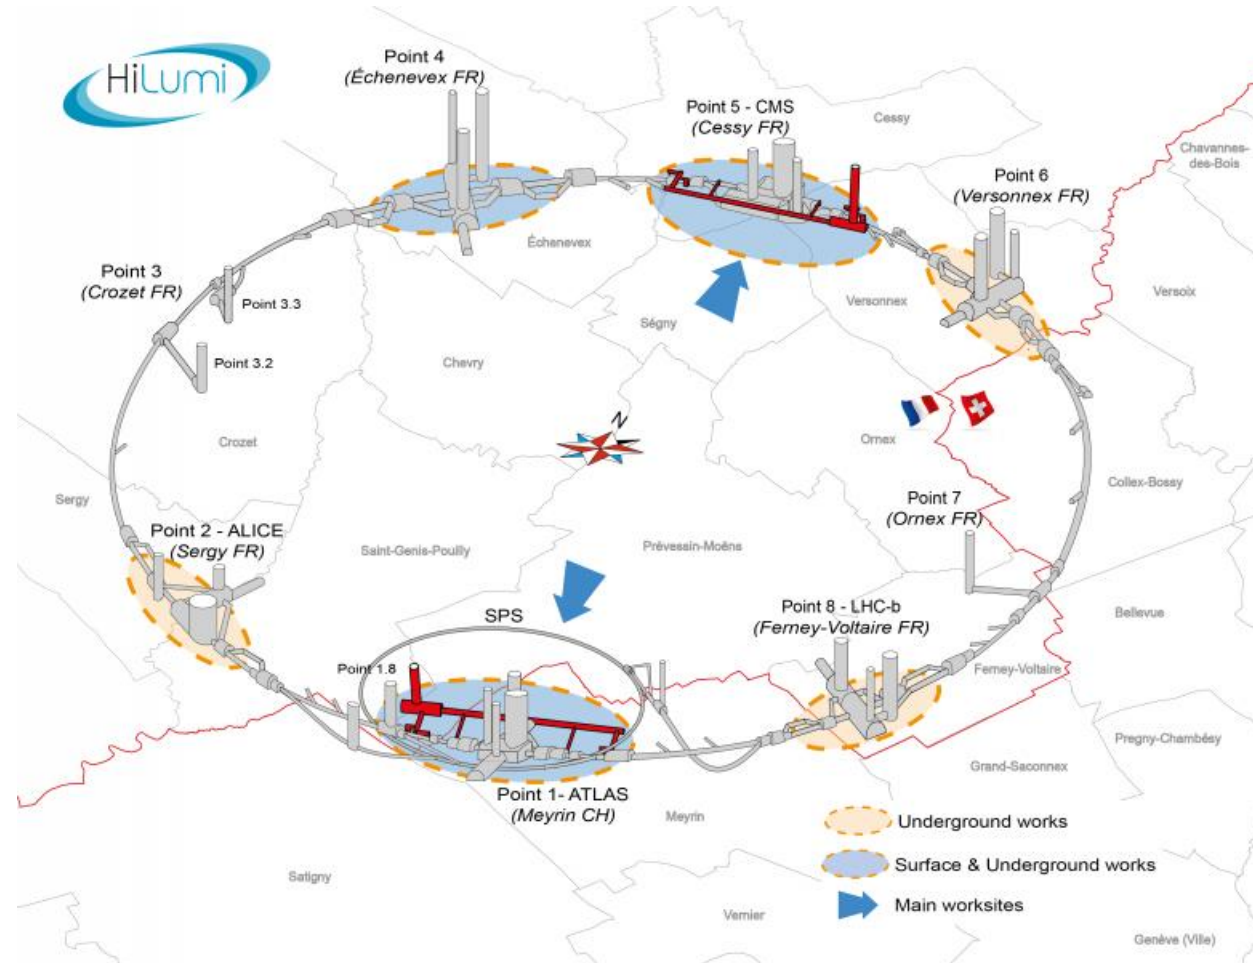 HiLumi
Point 4
(Échenevex FR)
Point 5 - CMS
(Cessy FR)
Cessy
Chavannes-
des-Bois
Point 6
(Versonnex FR)
Échenevex
Point 3
(Crozet FR)
Point 3.3
Versonnex
Versoix
Ségny
Point 3.2
Chevry
N
Crozet
Ornex
Sergy
Point 7
(Ornex FR)
Collex-Bossy
Point 2 - ALICE
(Sergy FR)
Saint-Genis-Pouilly
Prévessin-Moëns
SPS
Point 8 - LHC-b
(Ferney-Voltaire FR)
Bellevue
Point 1.8
Ferney-Voltaire
Pregny-Chambésy
Grand-Saconnex
Point 1- ATLAS
(Meyrin CH)
Meyrin
Underground works
Surface & Underground works
Satigny
Main worksites
Vernier
Genève (Ville)